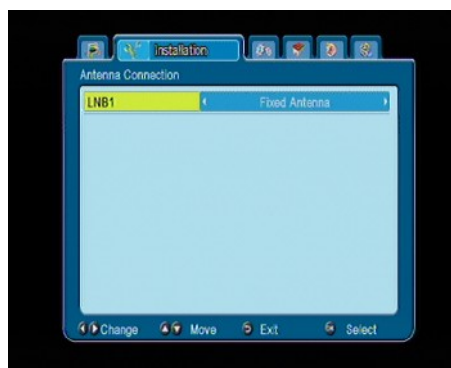 Installation
Antenna Connection
LNB1 Fixed Antenna
Change Move Exit Select